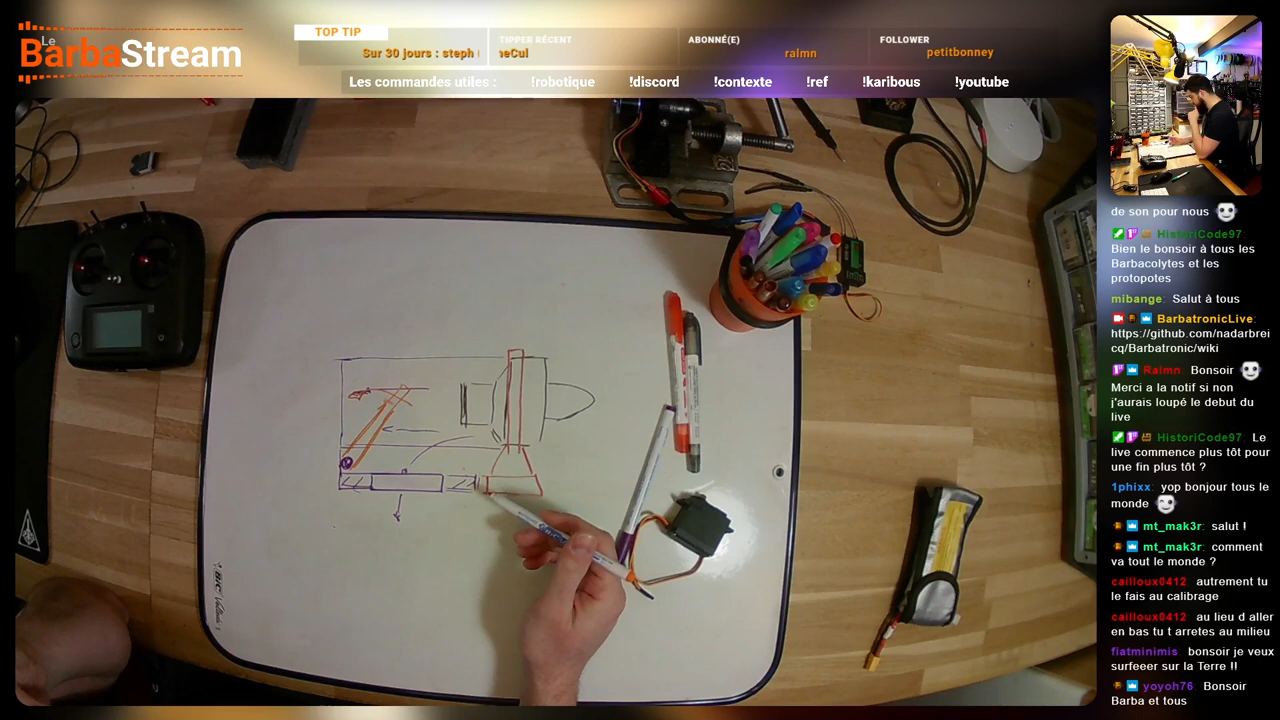 Le
BarbaStream
TOP TIP
Sur 30 jours : steph
TIPPER RÉCENT
neCul
ABONNÉ(E)
ralmn
FOLLOWER
petitbonney
Les commandes utiles : !robotique !discord !contexte !ref !karibous !youtube
de son pour nous
HistoriCode97:
Bien le bonsoir à tous les
Barbacolytes et les
protopotes
mibange: Salut à tous
BarbatronicLive:
https://github.com/nadarbrei
cq/Barbatronic/wiki
Ralmn: Bonsoir
Merci a la notif si non
j'aurais loupé le debut du
live
HistoriCode97: Le
live commence plus tôt pour
une fin plus tôt ?
1phixx: yop bonjour tous le
monde
mt_mak3r: salut !
mt_mak3r: comment
va tout le monde ?
cailloux0412 autrement tu
le fais au calibrage
cailloux0412 au lieu d aller
en bas tu t arretes au milieu
fiatminimis bonsoir je veux
surfeeer sur la Terre !!
yoyoh76 Bonsoir
Barba et tous
BIC